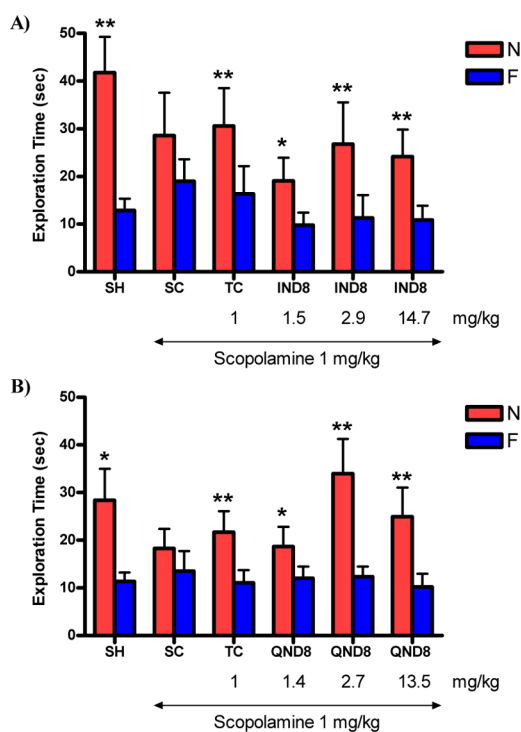 A)
Exploration Time (sec)
50
40
30
20
10
0
** ** * ** **
N
F
SH SC TC IND8 IND8 IND8
1 1.5 2.9 14.7 mg/kg
Scopolamine 1 mg/kg
B)
Exploration Time (sec)
50
40
30
20
10
0
* ** * ** **
N
F
SH SC TC QND8 QND8 QND8
1 1.4 2.7 13.5 mg/kg
Scopolamine 1 mg/kg